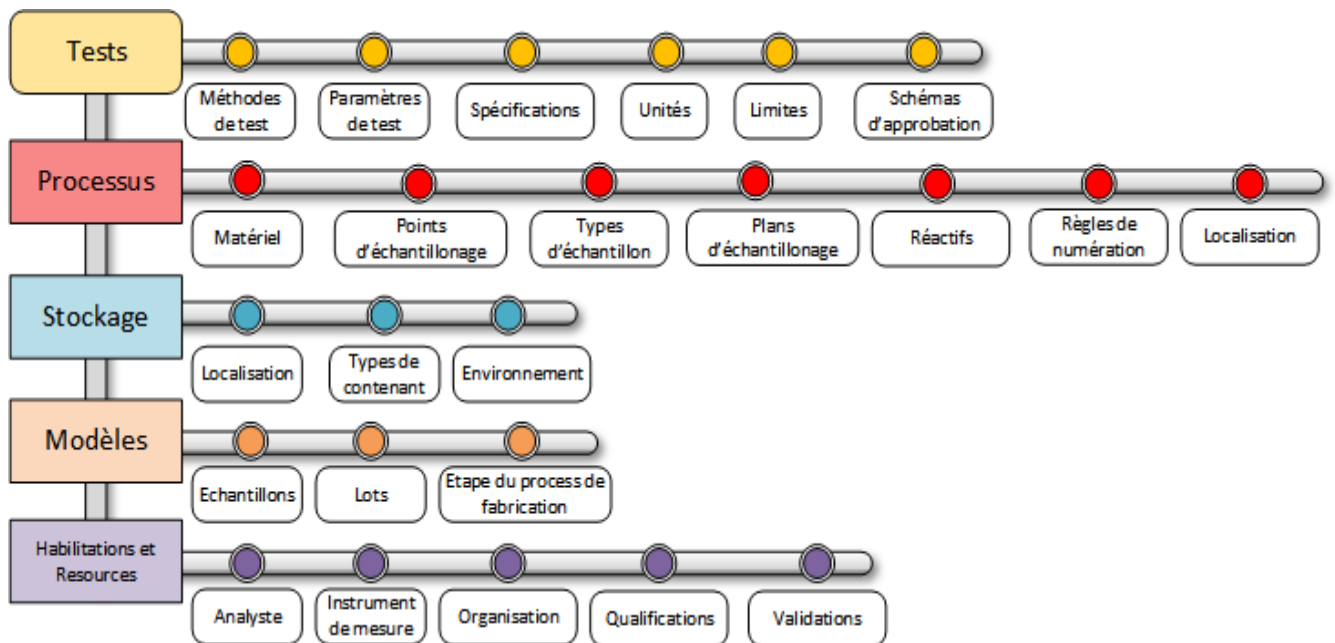 Tests
Méthodes
de test
Paramètres
de test
Spécifications
Unités
Limites
Schémas
d'approbation
Processus
Matériel
Points
d'échantillonage
Types
d'échantillon
Plans
d'échantillonage
Réactifs
Règles de
numération
Localisation
Stockage
Localisation
Types de
contenant
Environnement
Modèles
Echantillons
Lots
Etape du process de
fabrication
Habilitations et
Resources
Analyste
Instrument
de mesure
Organisation
Qualifications
Validations